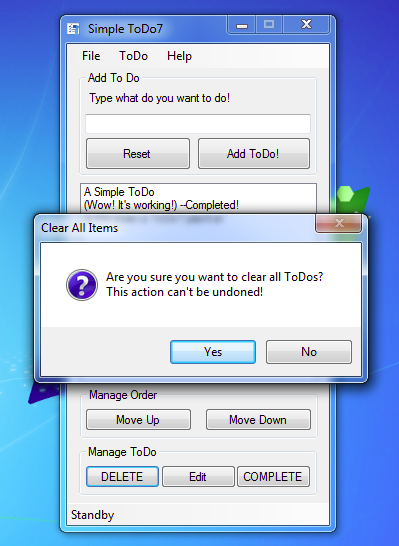 Simple ToDo7
File ToDo Help
Add To Do
Type what do you want to do!
Reset Add ToDo!
A Simple ToDo
(Wow! It's working!) --Completed!
Clear All Items
Are you sure you want to clear all ToDos?
This action can't be undoned!
Yes No
Manage Order
Move Up Move Down
Manage ToDo
DELETE Edit COMPLETE
Standby